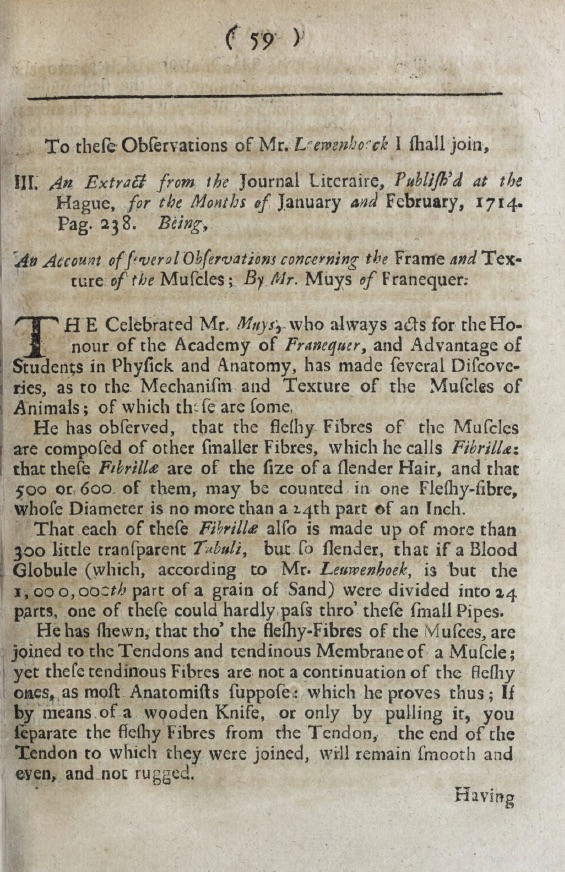 ( 59 )
To theſe Obſervations of Mr. Leewenhoeck I ſhall join,
III. An Extract from the Journal Literaire, Publiſh'd at the
Hague, for the Months of January and February, 1714.
Pag. 238. Being,
An Account of ſeveral Obſervations concerning the Frame and Tex-
ture of the Muſcles; By Mr. Muys of Franequer.
THE Celebrated Mr. Muys, who always acts for the Ho-
nour of the Academy of Franequer, and Advantage of
Students in Phyſick and Anatomy, has made ſeveral Diſcove-
ries, as to the Mechaniſm and Texture of the Muſcles of
Animals; of which theſe are ſome.
He has obſerved, that the fleſhy Fibres of the Muſcles
are compoſed of other ſmaller Fibres, which he calls Fibrillæ:
that theſe Fibrillæ are of the ſize of a ſlender Hair, and that
500 or 600 of them, may be counted in one Fleſhy-fibre,
whoſe Diameter is no more than a 24th part of an Inch.
That each of theſe Fibrillæ alſo is made up of more than
300 little tranſparent Tubuli, but ſo ſlender, that if a Blood
Globule (which, according to Mr. Leuwenhoek, is but the
1,000,000th part of a grain of Sand) were divided into 24
parts, one of theſe could hardly paſs thro' theſe ſmall Pipes.
He has ſhewn, that tho' the fleſhy-Fibres of the Muſces, are
joined to the Tendons and tendinous Membrane of a Muſcle;
yet theſe tendinous Fibres are not a continuation of the fleſhy
ones, as moſt Anatomiſts ſuppoſe: which he proves thus; If
by means of a wooden Knife, or only by pulling it, you
ſeparate the fleſhy Fibres from the Tendon, the end of the
Tendon to which they were joined, will remain ſmooth and
even, and not rugged.
Having